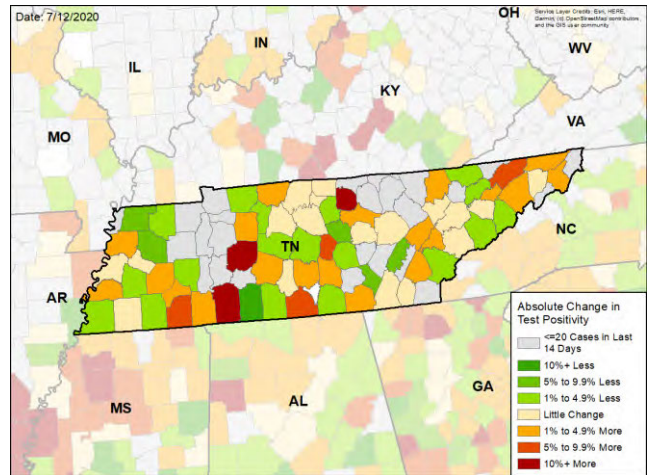 Date: 7/12/2020
Service Layer Credits: Esri, HERE,
Garmin, (c) OpenStreetMap contributors,
and the GIS user community
OH
IN
WV
IL
KY
MO
VA
TN
NC
AR
MS
AL
GA
Absolute Change in
Test Positivity
<=20 Cases in Last
14 Days
10%+ Less
5% to 9.9% Less
1% to 4.9% Less
Little Change
1% to 4.9% More
5% to 9.9% More
10%+ More